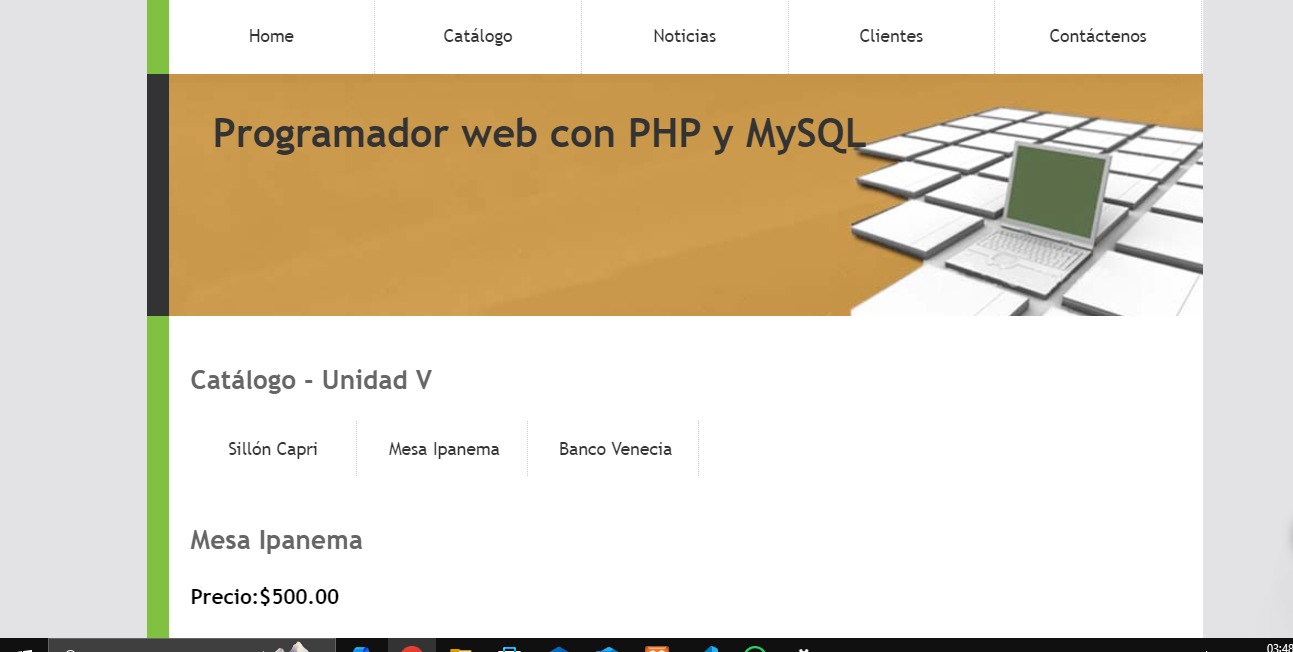 Home Catálogo Noticias Clientes Contáctenos
Programador web con PHP y MySQL
Catálogo - Unidad V
Sillón Capri Mesa Ipanema Banco Venecia
Mesa Ipanema
Precio:$500.00
03:48